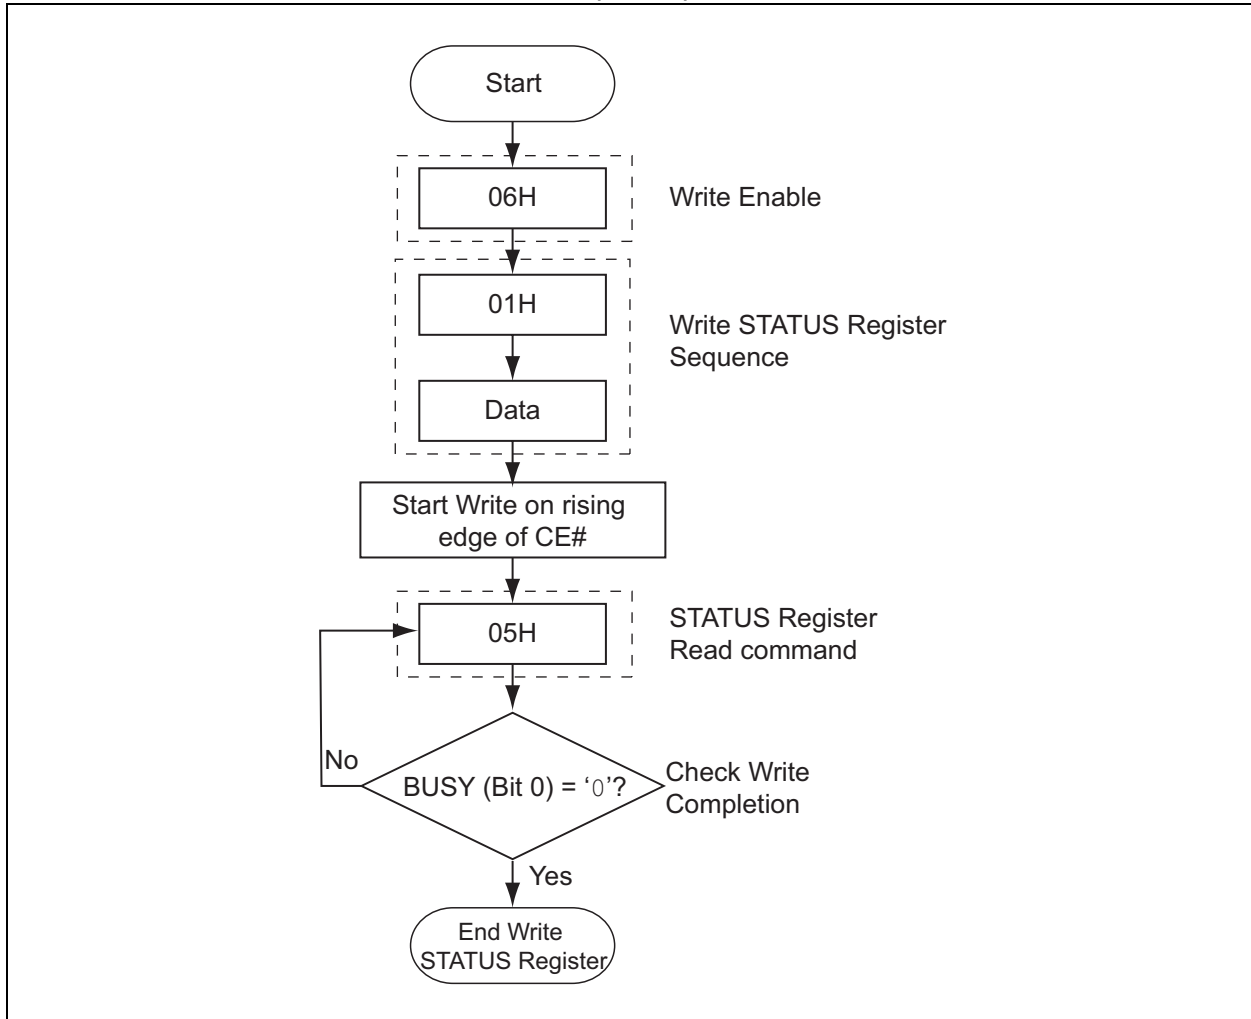 Start
06H
Write Enable
01H
Write STATUS Register
Sequence
Data
Start Write on rising
edge of CE#
05H
STATUS Register
Read command
No
BUSY (Bit 0) = ‘0’?
Check Write
Completion
Yes
End Write
STATUS Register